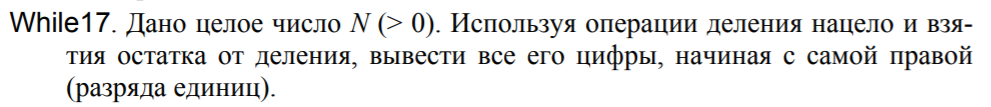 While17. Дано целое число N (> 0). Используя операции деления нацело и взя-
тия остатка от деления, вывести все его цифры, начиная с самой правой
(разряда единиц).